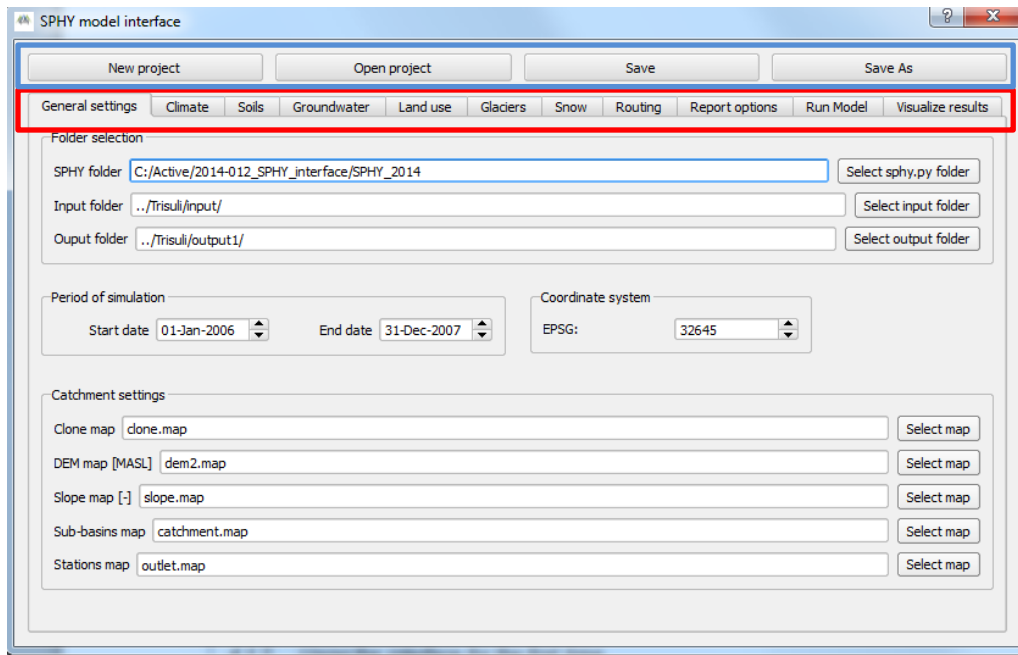 SPHY model interface
New project Open project Save Save As
General settings Climate Soils Groundwater Land use Glaciers Snow Routing Report options Run Model Visualize results
Folder selection
SPHY folder C:/Active/2014-012_SPHY_interface/SPHY_2014 Select sphy.py folder
Input folder ../Trisuli/input/ Select input folder
Ouput folder ../Trisuli/output1/ Select output folder
Period of simulation Coordinate system
Start date 01-Jan-2006 End date 31-Dec-2007 EPSG: 32645
Catchment settings
Clone map clone.map Select map
DEM map [MASL] dem2.map Select map
Slope map [-] slope.map Select map
Sub-basins map catchment.map Select map
Stations map outlet.map Select map